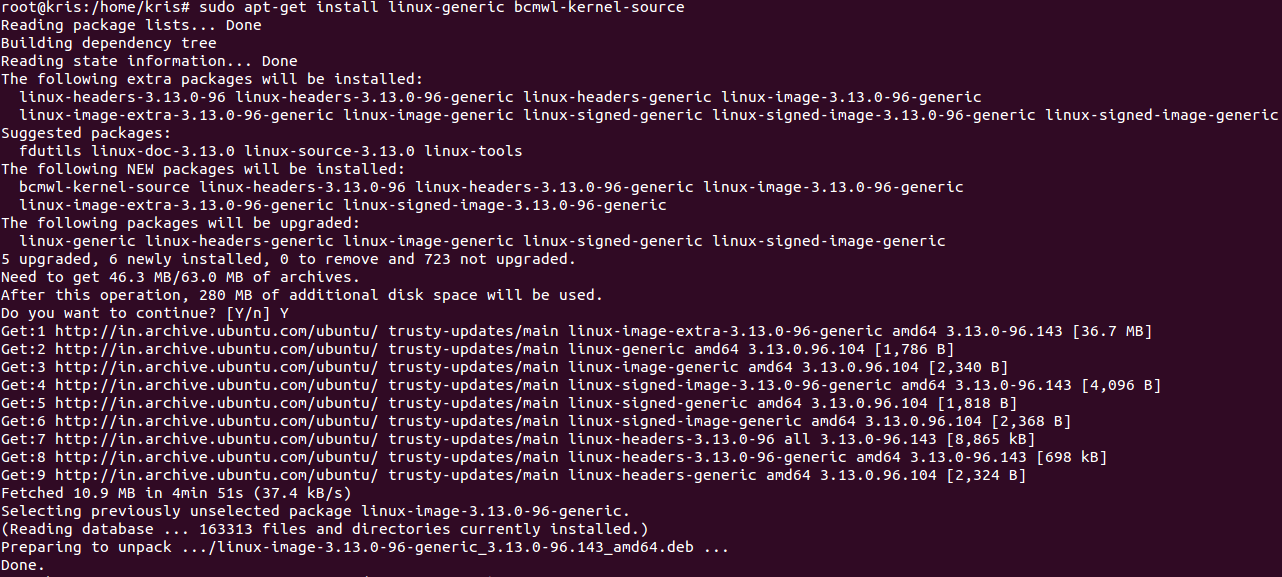 root@kris:/home/kris# sudo apt-get install linux-generic bcmwl-kernel-source
Reading package lists... Done
Building dependency tree
Reading state information... Done
The following extra packages will be installed:
  linux-headers-3.13.0-96 linux-headers-3.13.0-96-generic linux-headers-generic linux-image-3.13.0-96-generic
  linux-image-extra-3.13.0-96-generic linux-image-generic linux-signed-generic linux-signed-image-3.13.0-96-generic linux-signed-image-generic
Suggested packages:
  fdutils linux-doc-3.13.0 linux-source-3.13.0 linux-tools
The following NEW packages will be installed:
  bcmwl-kernel-source linux-headers-3.13.0-96 linux-headers-3.13.0-96-generic linux-image-3.13.0-96-generic
  linux-image-extra-3.13.0-96-generic linux-signed-image-3.13.0-96-generic
The following packages will be upgraded:
  linux-generic linux-headers-generic linux-image-generic linux-signed-generic linux-signed-image-generic
5 upgraded, 6 newly installed, 0 to remove and 723 not upgraded.
Need to get 46.3 MB/63.0 MB of archives.
After this operation, 280 MB of additional disk space will be used.
Do you want to continue? [Y/n] Y
Get:1 http://in.archive.ubuntu.com/ubuntu/ trusty-updates/main linux-image-extra-3.13.0-96-generic amd64 3.13.0-96.143 [36.7 MB]
Get:2 http://in.archive.ubuntu.com/ubuntu/ trusty-updates/main linux-generic amd64 3.13.0.96.104 [1,786 B]
Get:3 http://in.archive.ubuntu.com/ubuntu/ trusty-updates/main linux-image-generic amd64 3.13.0.96.104 [2,340 B]
Get:4 http://in.archive.ubuntu.com/ubuntu/ trusty-updates/main linux-signed-image-3.13.0-96-generic amd64 3.13.0-96.143 [4,096 B]
Get:5 http://in.archive.ubuntu.com/ubuntu/ trusty-updates/main linux-signed-generic amd64 3.13.0.96.104 [1,818 B]
Get:6 http://in.archive.ubuntu.com/ubuntu/ trusty-updates/main linux-signed-image-generic amd64 3.13.0.96.104 [2,368 B]
Get:7 http://in.archive.ubuntu.com/ubuntu/ trusty-updates/main linux-headers-3.13.0-96 all 3.13.0-96.143 [8,865 kB]
Get:8 http://in.archive.ubuntu.com/ubuntu/ trusty-updates/main linux-headers-3.13.0-96-generic amd64 3.13.0-96.143 [698 kB]
Get:9 http://in.archive.ubuntu.com/ubuntu/ trusty-updates/main linux-headers-generic amd64 3.13.0.96.104 [2,324 B]
Fetched 10.9 MB in 4min 51s (37.4 kB/s)
Selecting previously unselected package linux-image-3.13.0-96-generic.
(Reading database ... 163313 files and directories currently installed.)
Preparing to unpack .../linux-image-3.13.0-96-generic_3.13.0-96.143_amd64.deb ...
Done.